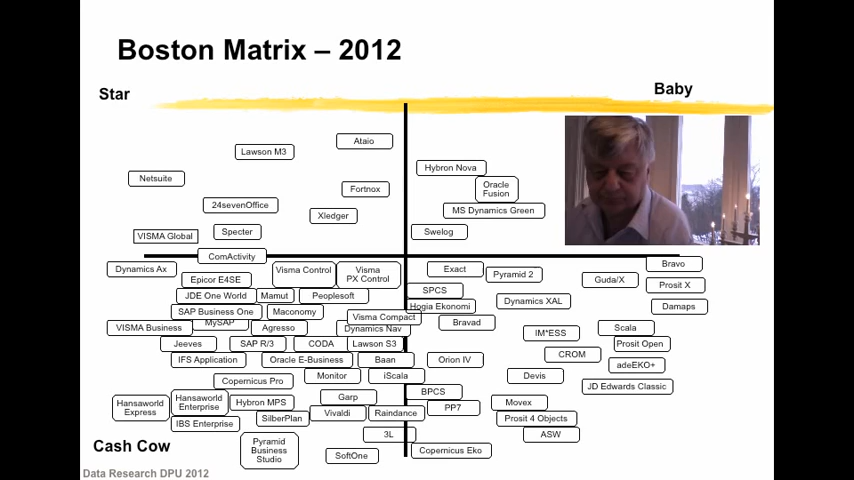 Boston Matrix – 2012
Star
Baby
Ataio
Lawson M3
Hybron Nova
Netsuite
Oracle
Fusion
Fortnox
24sevenOffice
MS Dynamics Green
Xledger
VISMA Global
Specter
Swelog
ComActivity
Bravo
Dynamics Ax
Visma Control
Visma
PX Control
Exact
Pyramid 2
Epicor E4SE
Guda/X
Prosit X
JDE One World
Mamut
Peoplesoft
SPCS
Hogia Ekonomi
Dynamics XAL
Damaps
SAP Business One
Maconomy
Visma Compact
Bravad
VISMA Business
MySAP
Agresso
Dynamics Nav
IM*ESS
Scala
Jeeves
SAP R/3
CODA
Lawson S3
Prosit Open
IFS Application
Oracle E-Business
Baan
Orion IV
CROM
adeEKO+
Copernicus Pro
Monitor
iScala
Devis
JD Edwards Classic
Hansaworld
Express
Hansaworld
Enterprise
Hybron MPS
Garp
BPCS
Movex
IBS Enterprise
SilberPlan
Vivaldi
Raindance
PP7
Prosit 4 Objects
3L
ASW
Cash Cow
Pyramid
Business
Studio
SoftOne
Copernicus Eko
Data Research DPU 2012